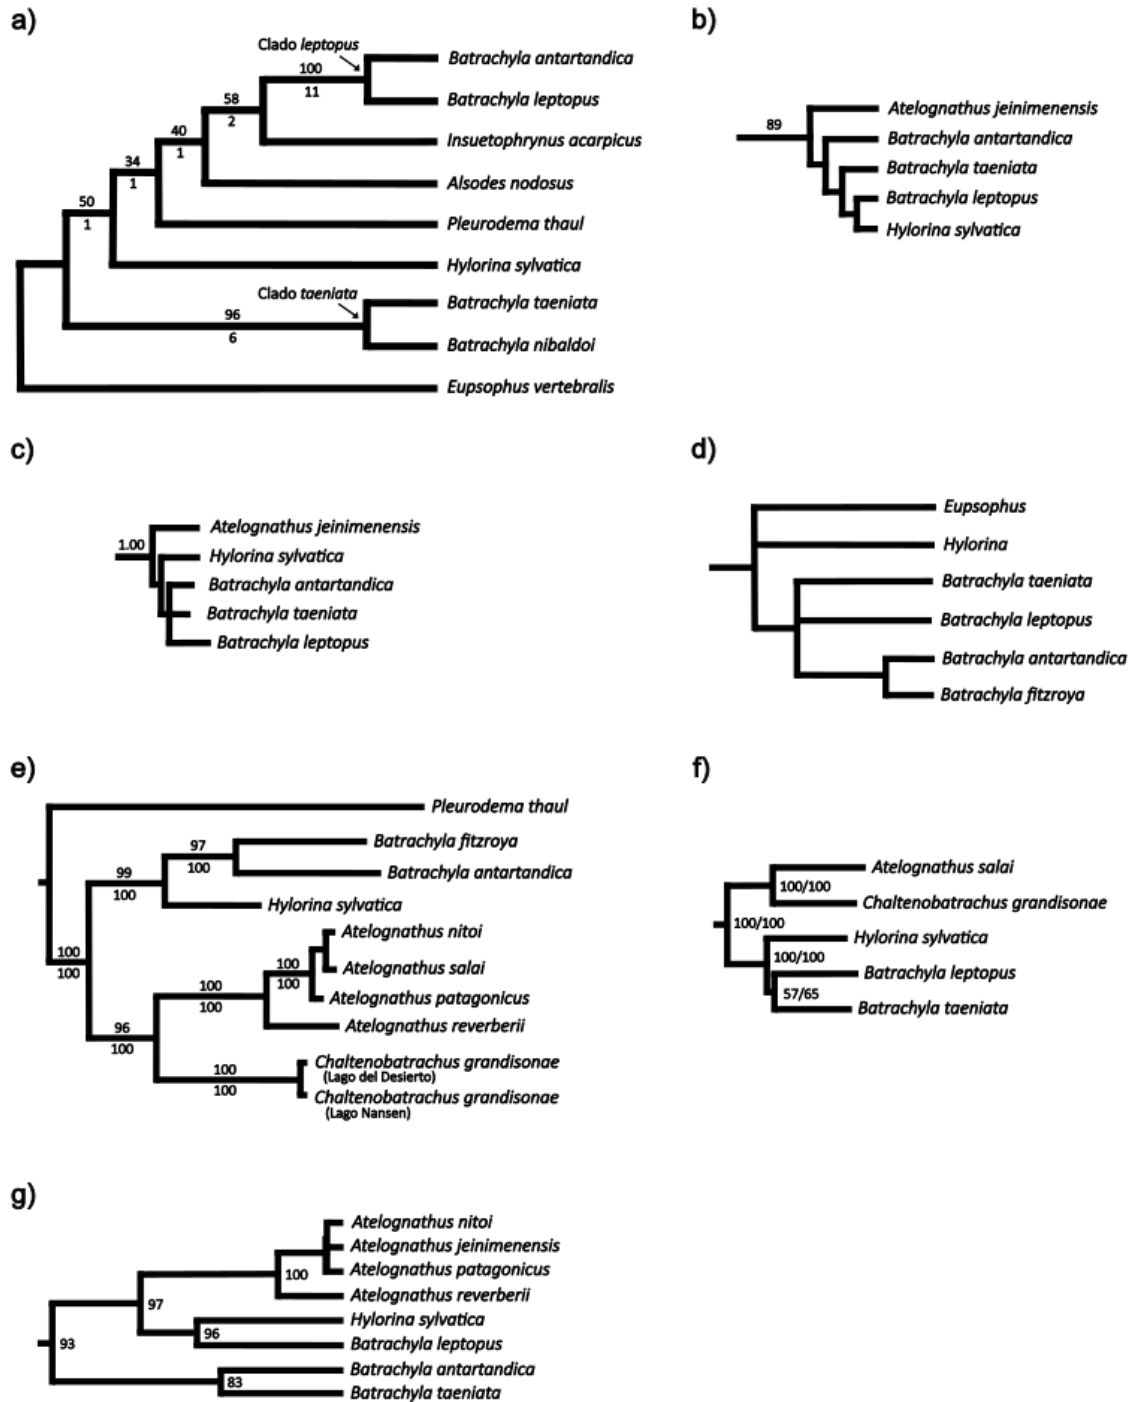 a)
Clado leptopus
100
11
Batrachyla antartandica
Batrachyla leptopus
58
2
Insuetophrynus acarpicus
40
1
Alsodes nodosus
34
1
Pleurodema thaul
50
1
Hylorina sylvatica
Clado taeniata
96
6
Batrachyla taeniata
Batrachyla nibaldoi
Eupsophus vertebralis
b)
89
Atelognathus jeinimenensis
Batrachyla antartandica
Batrachyla taeniata
Batrachyla leptopus
Hylorina sylvatica
c)
1.00
Atelognathus jeinimenensis
Hylorina sylvatica
Batrachyla antartandica
Batrachyla taeniata
Batrachyla leptopus
d)
Eupsophus
Hylorina
Batrachyla taeniata
Batrachyla leptopus
Batrachyla antartandica
Batrachyla fitzroya
e)
Pleurodema thaul
97
100
Batrachyla fitzroya
Batrachyla antartandica
99
100
Hylorina sylvatica
100
100
Atelognathus nitoi
Atelognathus salai
100
100
Atelognathus patagonicus
100
100
Atelognathus reverberii
96
100
Chaltenobatrachus grandisonae
(Lago del Desierto)
100
100
Chaltenobatrachus grandisonae
(Lago Nansen)
f)
Atelognathus salai
100/100
Chaltenobatrachus grandisonae
100/100
Hylorina sylvatica
100/100
Batrachyla leptopus
57/65
Batrachyla taeniata
g)
Atelognathus nitoi
Atelognathus jeinimenensis
Atelognathus patagonicus
100
Atelognathus reverberii
97
Hylorina sylvatica
96
Batrachyla leptopus
93
Batrachyla antartandica
83
Batrachyla taeniata